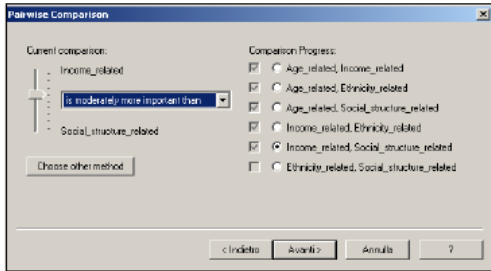 Pairwise Comparison
Current comparison:
Income_related
is moderately more important than
Social_structure_related
Choose other method
Comparison Progress:
Age_related, Income_related
Age_related, Ethnicity_related
Age_related, Social_structure_related
Income_related, Ethnicity_related
Income_related, Social_structure_related
Ethnicity_related, Social_structure_related
< Indietro
Avanti >
Annulla
?